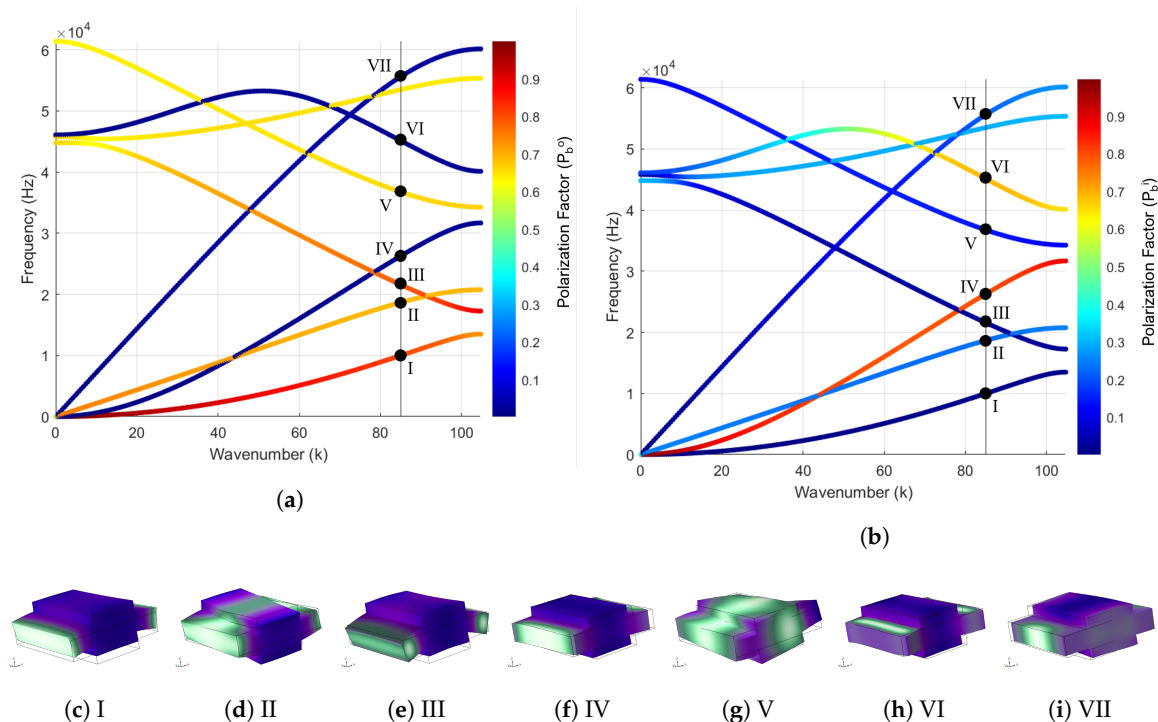 ×10⁴
6
5
4
3
2
1
0
0
20
40
60
80
100
Frequency (Hz)
Wavenumber (k)
VII
VI
V
IV
III
II
I
0.9
0.8
0.7
0.6
0.5
0.4
0.3
0.2
0.1
Polarization Factor (P_b^o)
(a)
×10⁴
6
5
4
3
2
1
0
0
20
40
60
80
100
Frequency (Hz)
Wavenumber (k)
VII
VI
V
IV
III
II
I
0.9
0.8
0.7
0.6
0.5
0.4
0.3
0.2
0.1
Polarization Factor (P_b^i)
(b)
(c) I (d) II (e) III (f) IV (g) V (h) VI (i) VII